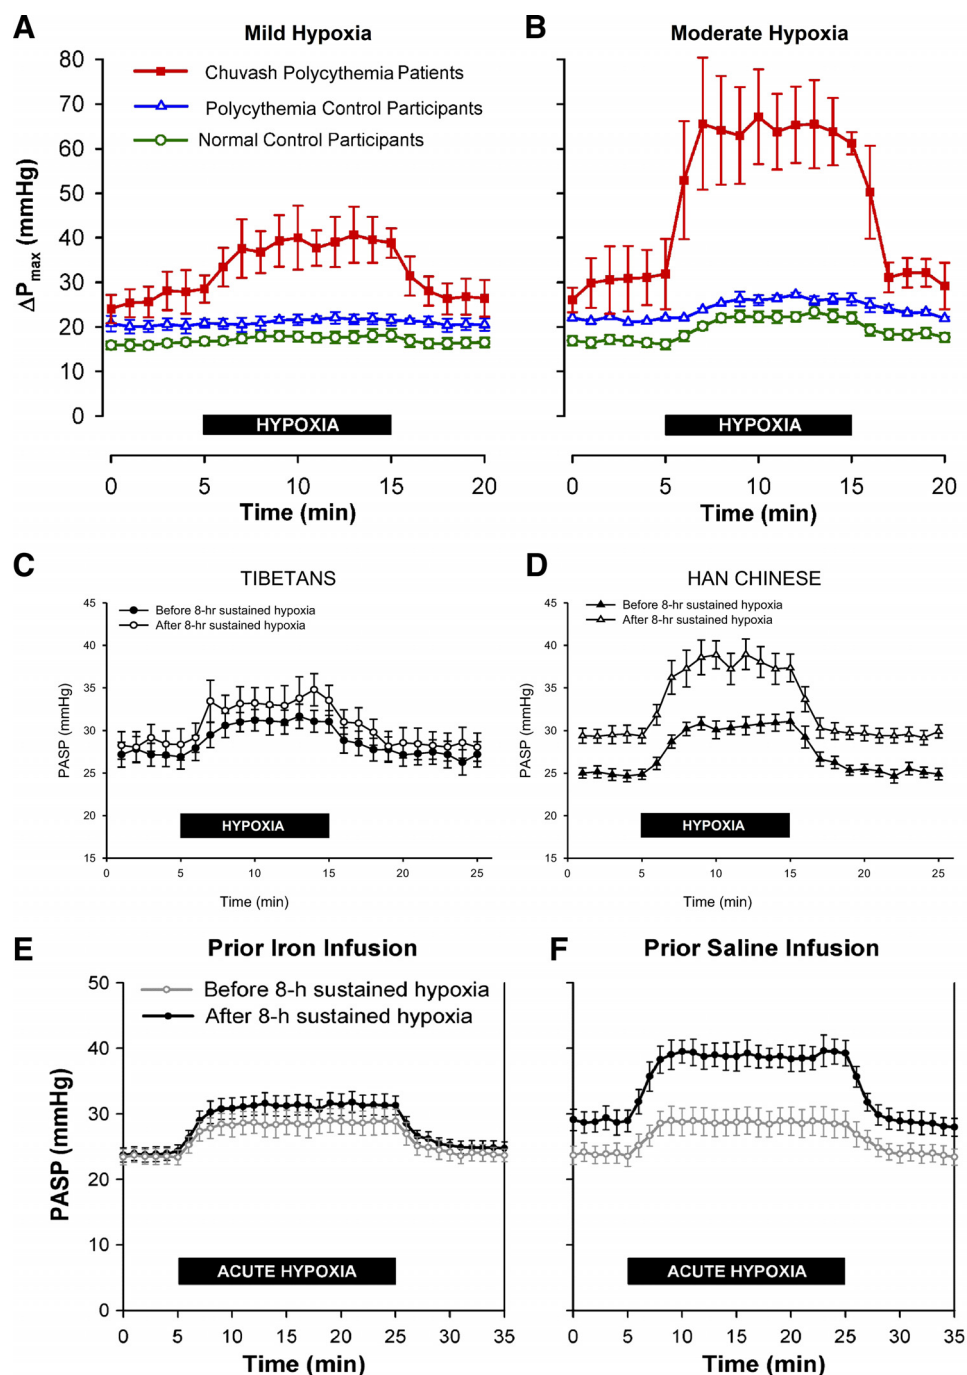 A
Mild Hypoxia
B
Moderate Hypoxia
80
70
60
50
40
30
20
10
0
ΔPmax (mmHg)
Chuvash Polycythemia Patients
Polycythemia Control Participants
Normal Control Participants
HYPOXIA
HYPOXIA
0 5 10 15 20
Time (min)
0 5 10 15 20
Time (min)
C
TIBETANS
D
HAN CHINESE
45
40
35
30
25
20
15
PASP (mmHg)
Before 8-hr sustained hypoxia
After 8-hr sustained hypoxia
HYPOXIA
0 5 10 15 20 25
Time (min)
45
40
35
30
25
20
15
PASP (mmHg)
Before 8-hr sustained hypoxia
After 8-hr sustained hypoxia
HYPOXIA
0 5 10 15 20 25
Time (min)
E
Prior Iron Infusion
F
Prior Saline Infusion
50
40
30
20
10
0
PASP (mmHg)
Before 8-h sustained hypoxia
After 8-h sustained hypoxia
ACUTE HYPOXIA
ACUTE HYPOXIA
0 5 10 15 20 25 30 35
Time (min)
0 5 10 15 20 25 30 35
Time (min)